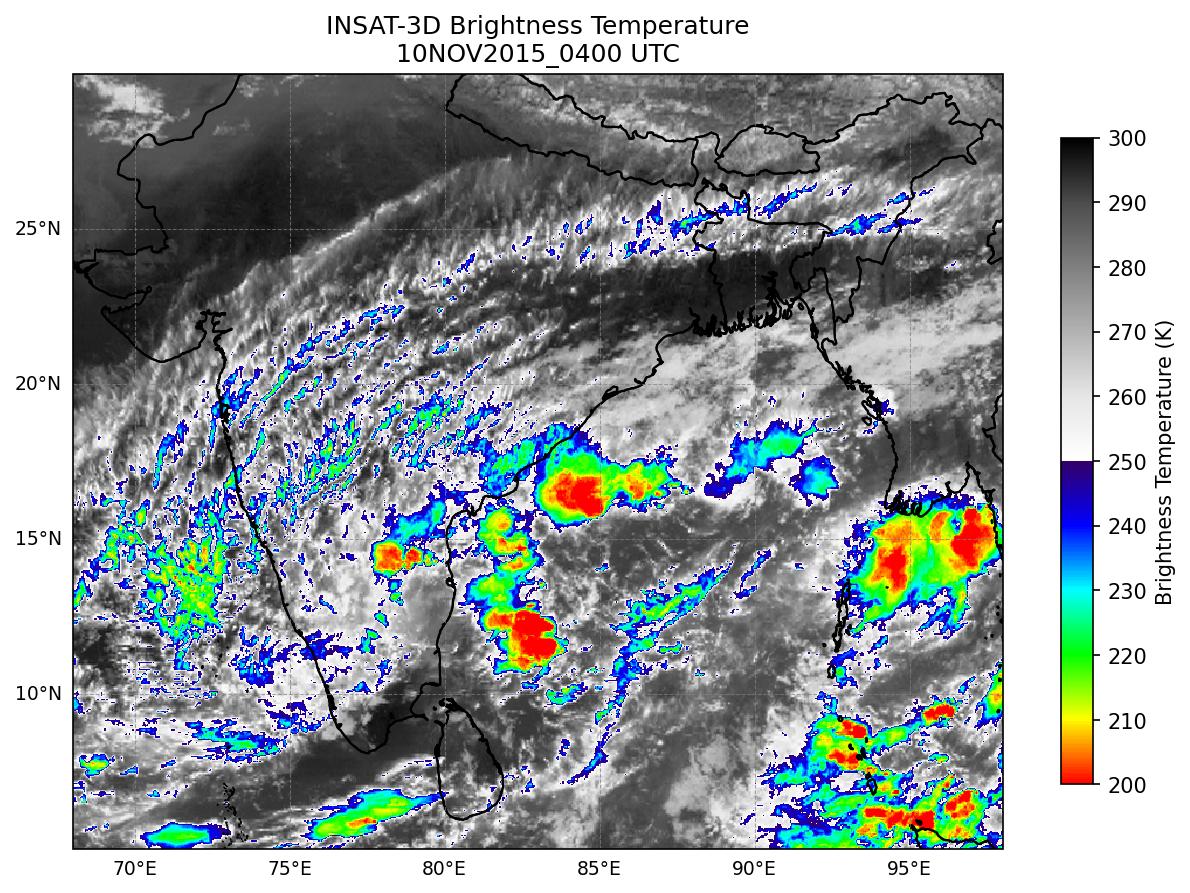 INSAT-3D Brightness Temperature
10NOV2015_0400 UTC
25°N
20°N
15°N
10°N
70°E
75°E
80°E
85°E
90°E
95°E
300
290
280
270
260
250
240
230
220
210
200
Brightness Temperature (K)